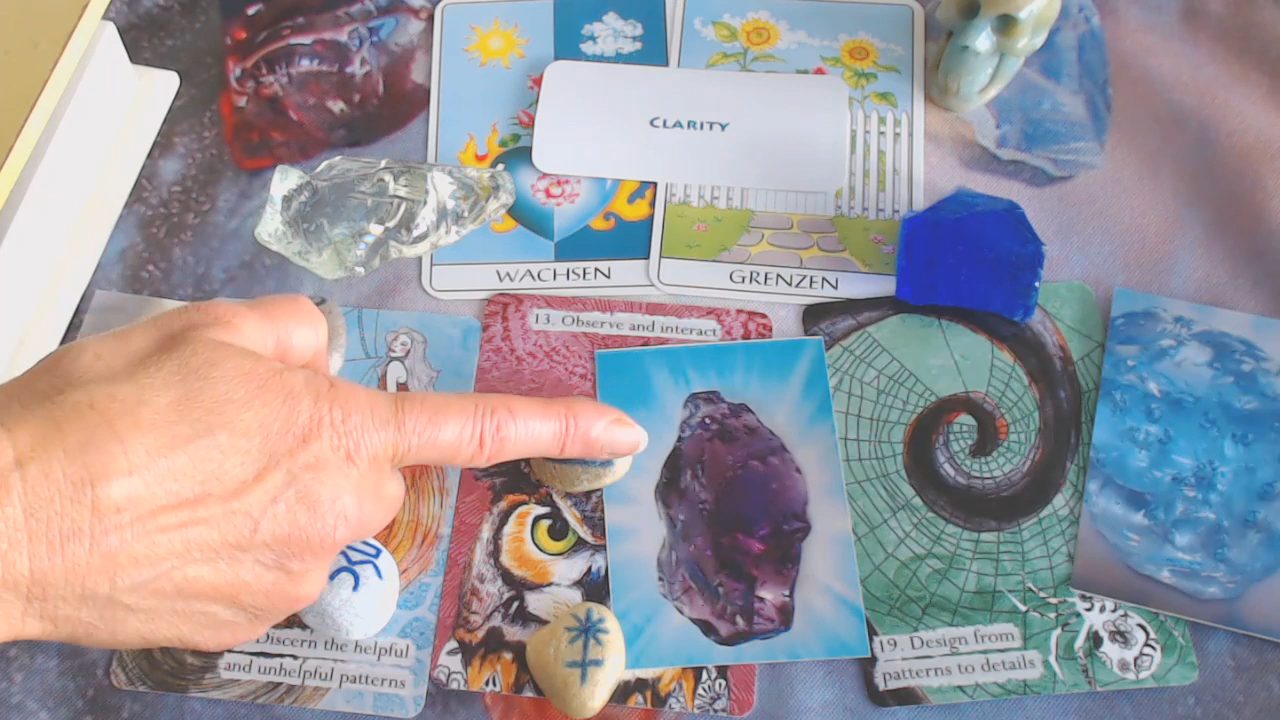 CLARITY
WACHSEN
GRENZEN
13. Observe and interact
Discern the helpful
and unhelpful patterns
19. Design from
patterns to details